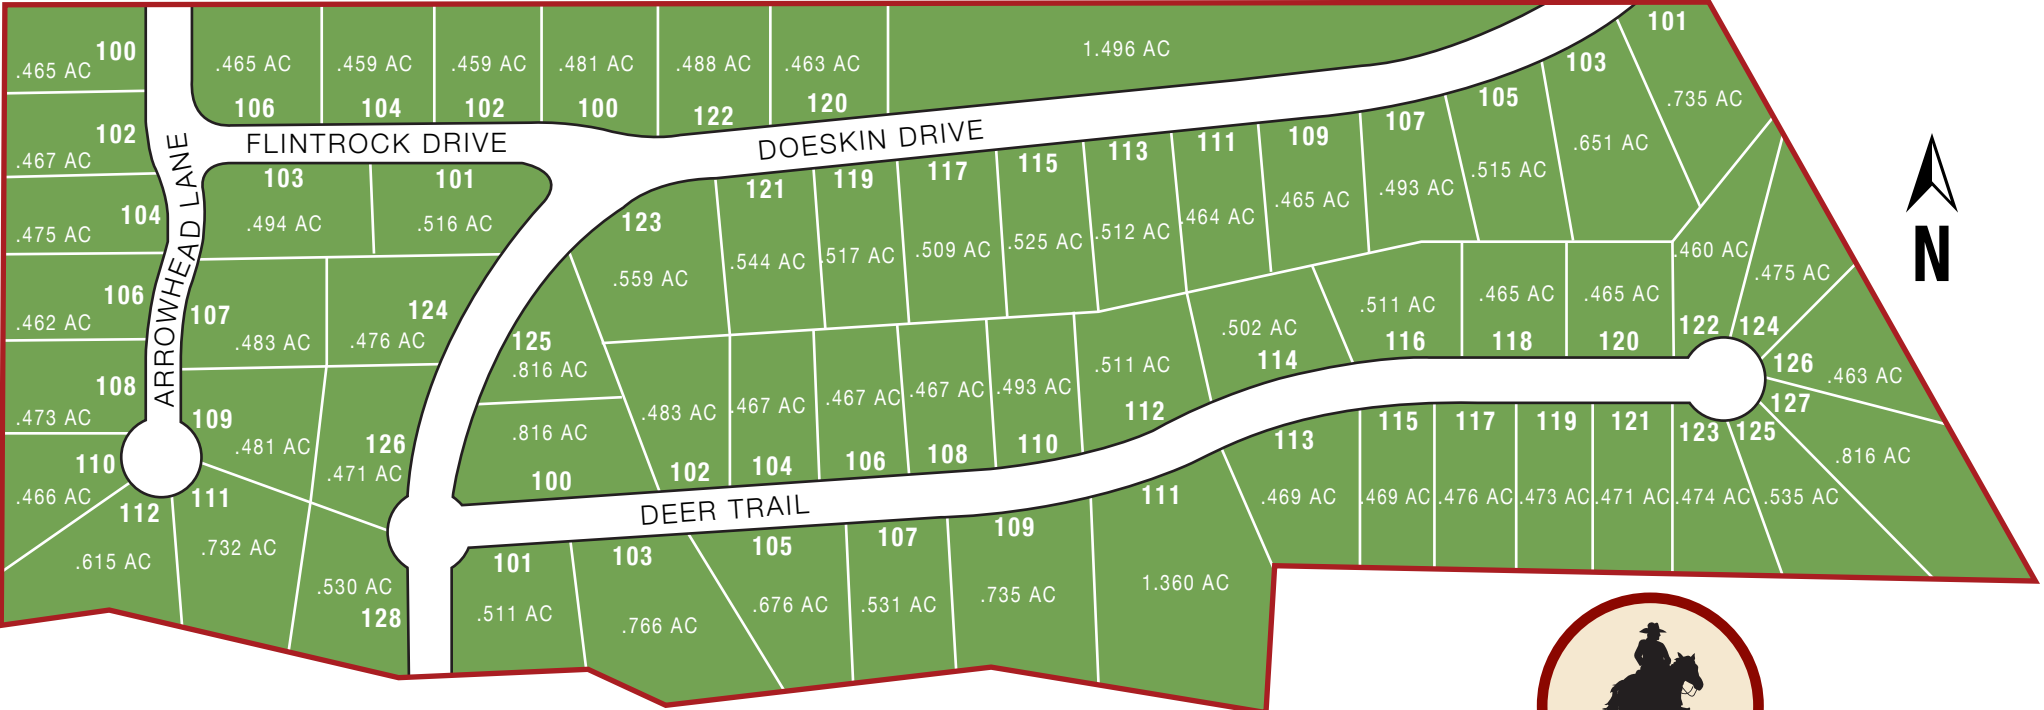 100
.465 AC
102
.467 AC
104
.475 AC
106
.462 AC
108
.473 AC
110
.466 AC
112
.615 AC
ARROWHEAD LANE
.465 AC
106
.459 AC
104
.459 AC
102
.481 AC
100
.488 AC
122
.463 AC
120
1.496 AC
FLINTROCK DRIVE
DOESKIN DRIVE
103
.494 AC
101
.516 AC
107
.483 AC
124
.476 AC
109
.481 AC
126
.471 AC
111
.732 AC
.530 AC
128
123
.559 AC
121
.544 AC
119
.517 AC
117
.509 AC
115
.525 AC
113
.512 AC
111
.464 AC
109
.465 AC
107
.493 AC
105
.515 AC
103
.651 AC
101
.735 AC
125
.816 AC
.816 AC
100
.483 AC
102
.467 AC
104
.467 AC
106
.467 AC
108
.493 AC
110
.511 AC
112
.502 AC
114
.511 AC
116
.465 AC
118
.465 AC
120
.460 AC
122
.475 AC
124
126
.463 AC
127
.816 AC
DEER TRAIL
101
.511 AC
103
.766 AC
105
.676 AC
107
.531 AC
109
.735 AC
111
1.360 AC
113
.469 AC
115
.469 AC
117
.476 AC
119
.473 AC
121
.471 AC
123
.474 AC
125
.535 AC
N